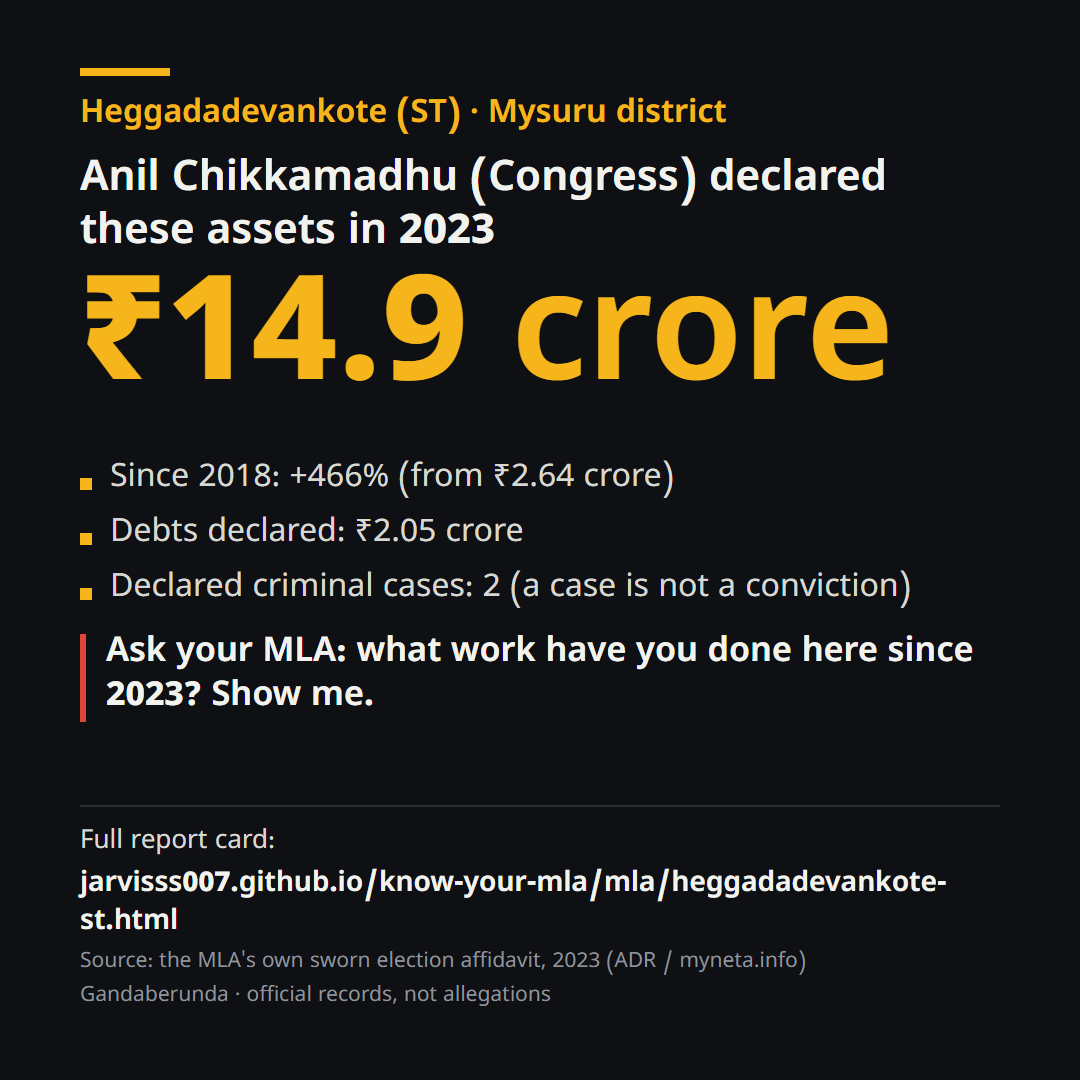 Heggadadevankote (ST) · Mysuru district
Anil Chikkamadhu (Congress) declared
these assets in 2023
₹14.9 crore
Since 2018: +466% (from ₹2.64 crore)
Debts declared: ₹2.05 crore
Declared criminal cases: 2 (a case is not a conviction)
Ask your MLA: what work have you done here since
2023? Show me.
Full report card:
jarvisss007.github.io/know-your-mla/mla/heggadadevankote-
st.html
Source: the MLA's own sworn election affidavit, 2023 (ADR / myneta.info)
Gandaberunda · official records, not allegations